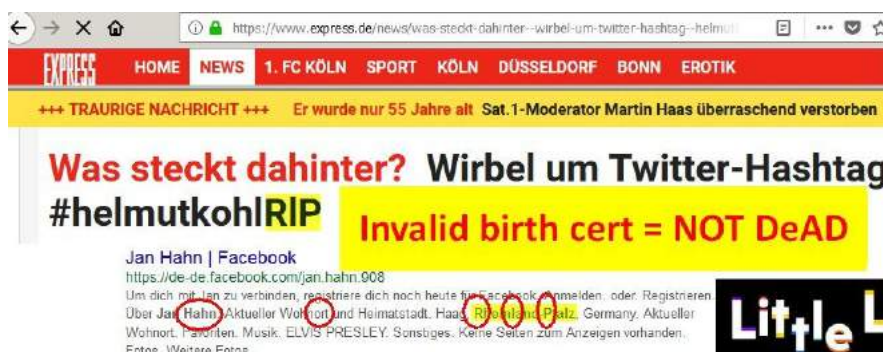 https://www.express.de/news/was-steckt-dahinter--wirbel-um-twitter-hashtag--helmut
EXPRESS HOME NEWS 1. FC KÖLN SPORT KÖLN DÜSSELDORF BONN EROTIK
+++ TRAURIGE NACHRICHT +++ Er wurde nur 55 Jahre alt Sat.1-Moderator Martin Haas überraschend verstorben
Was steckt dahinter? Wirbel um Twitter-Hashtag
#helmutkohlRIP
Invalid birth cert = NOT DeAD
Jan Hahn | Facebook
https://de-de.facebook.com/jan.hahn.908
Um dich mit Jan zu verbinden, registriere dich noch heute für Facebook. Anmelden. oder. Registrieren.
Über Jan Hahn. Aktueller Wohnort und Heimatstadt. Haag, Rheinland-Pfalz, Germany. Aktueller
Wohnort. Favoriten. Musik. ELVIS PRESLEY. Sonstiges. Keine Seiten zum Anzeigen vorhanden.
Fotos. Weitere Fotos
LittleL